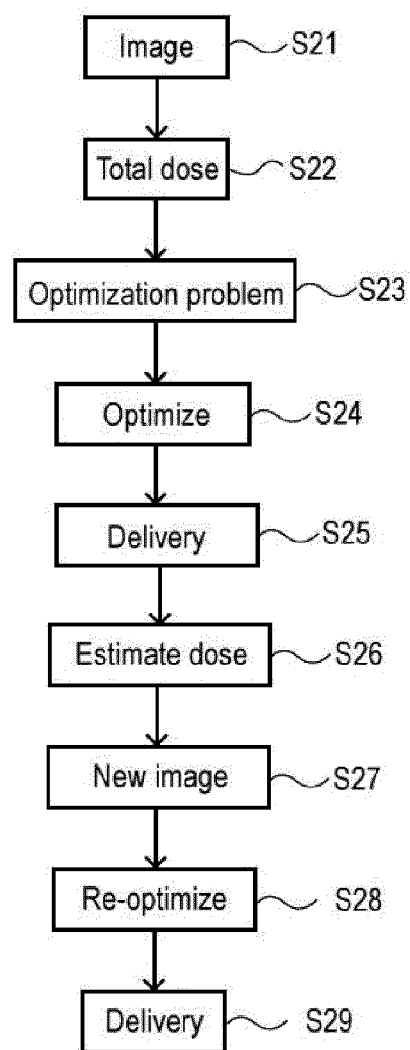 Image S21
Total dose S22
Optimization problem S23
Optimize S24
Delivery S25
Estimate dose S26
New image S27
Re-optimize S28
Delivery S29